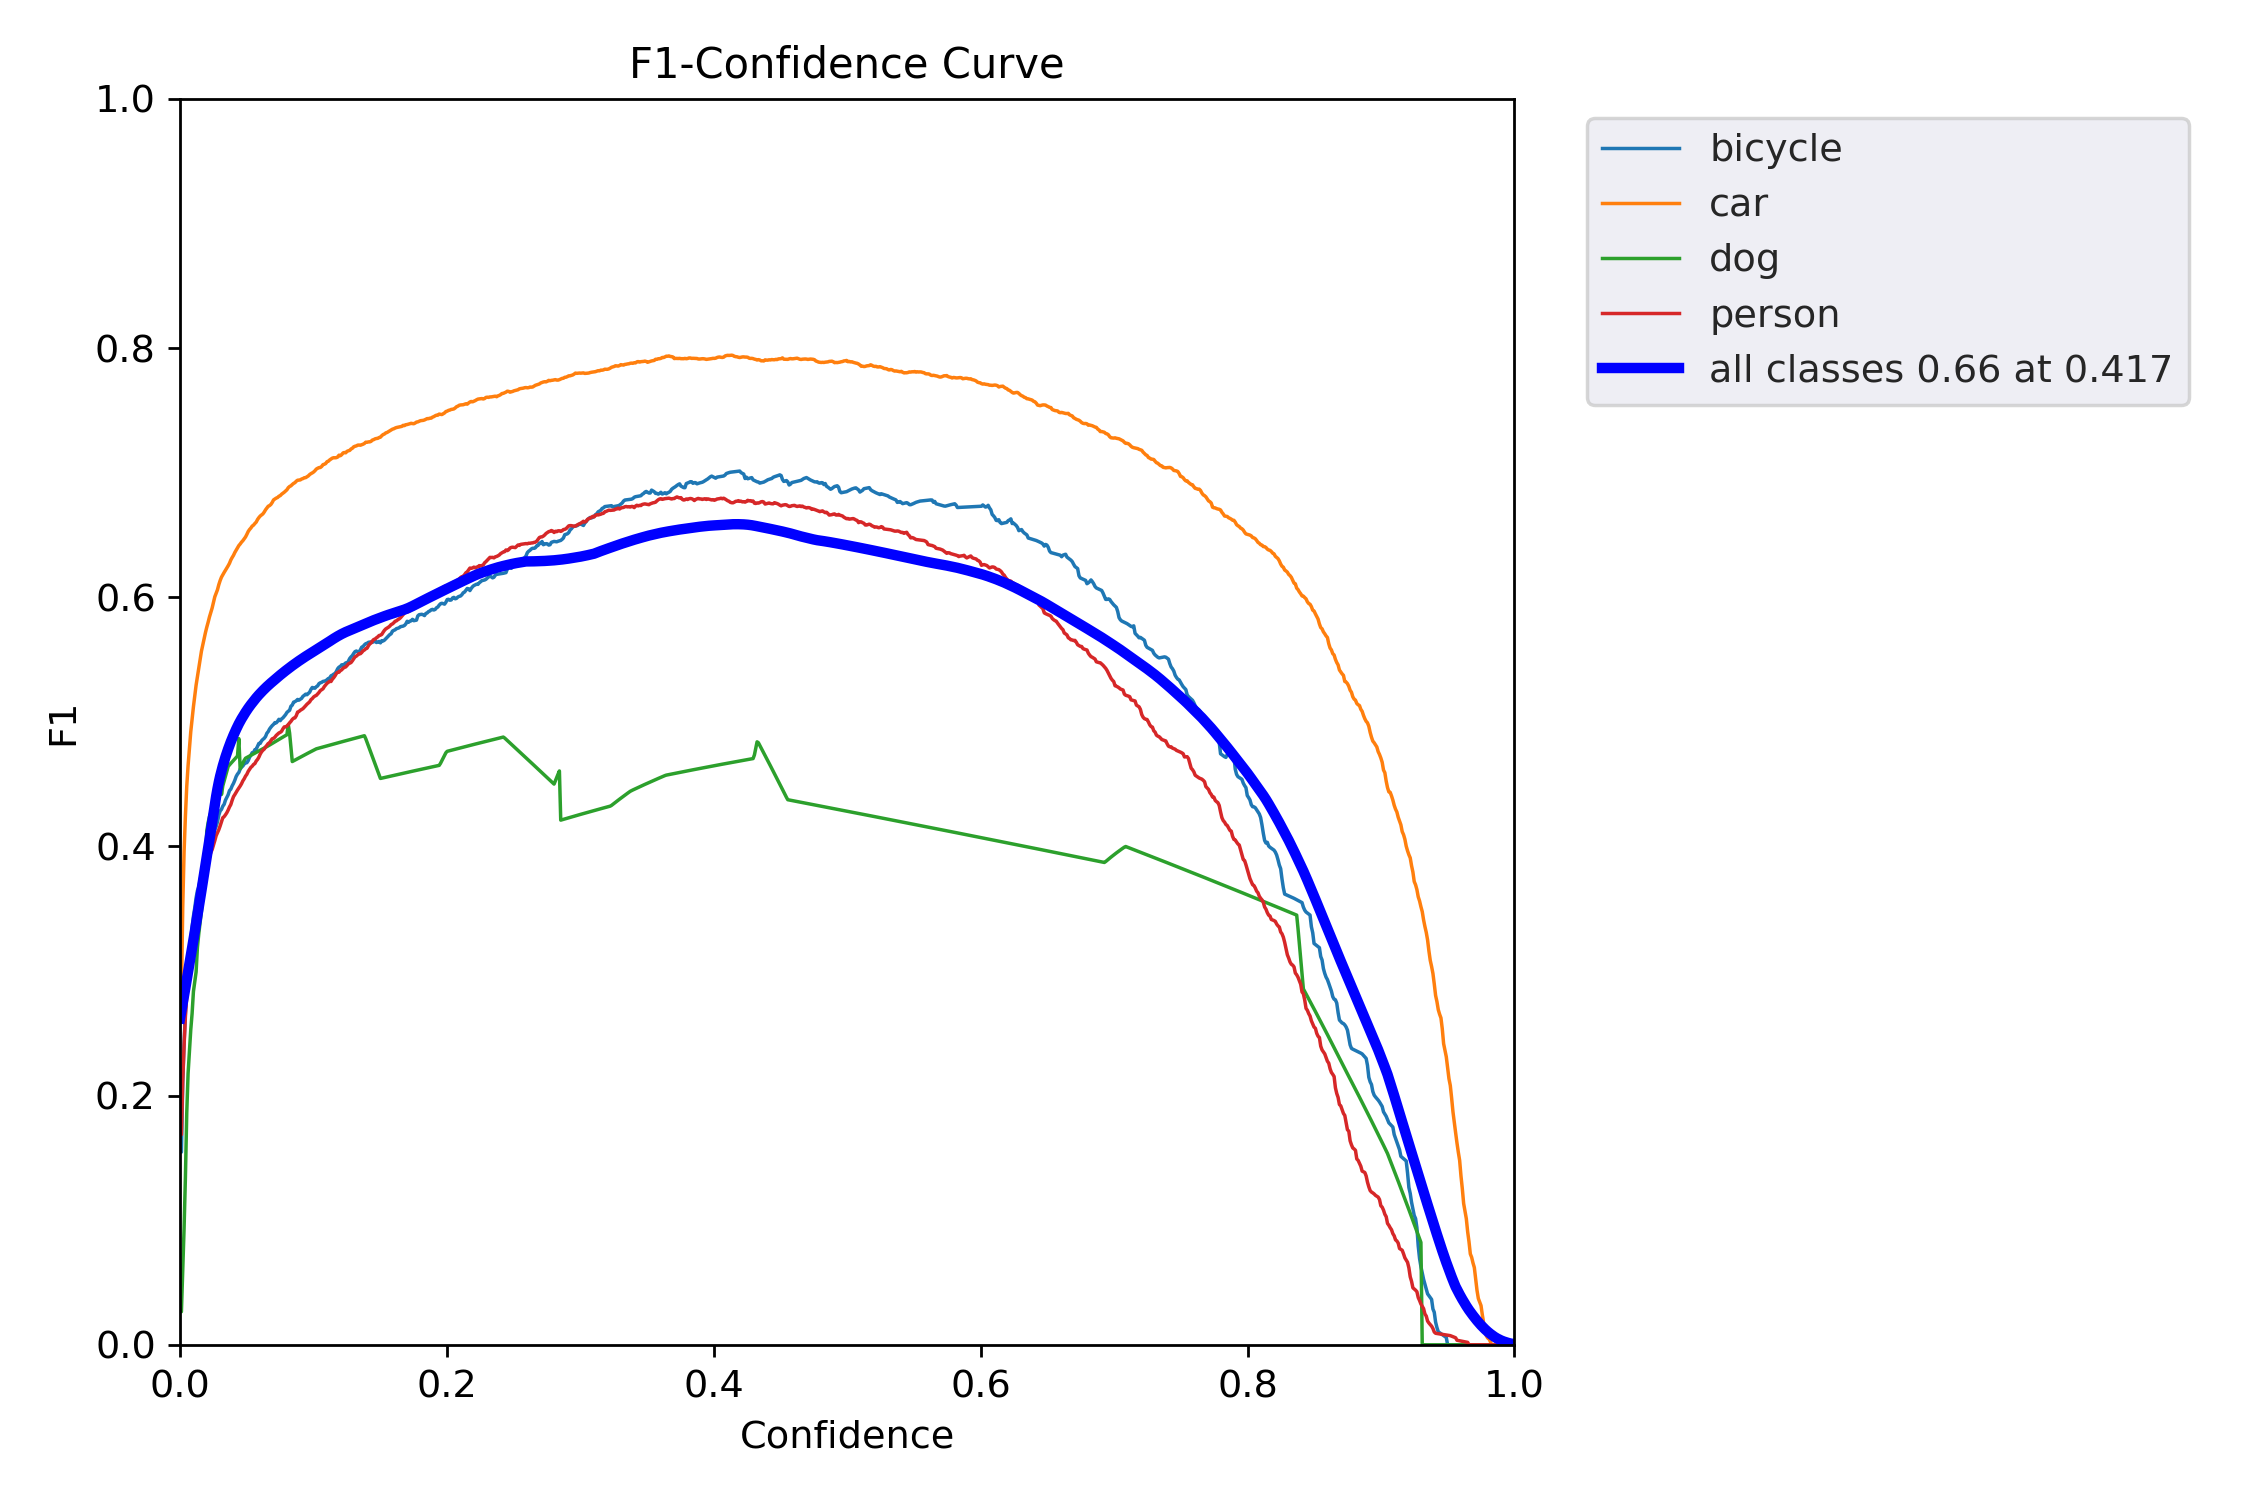 F1-Confidence Curve
1.0
0.8
0.6
0.4
0.2
0.0
F1
0.0 0.2 0.4 0.6 0.8 1.0
Confidence
bicycle
car
dog
person
all classes 0.66 at 0.417